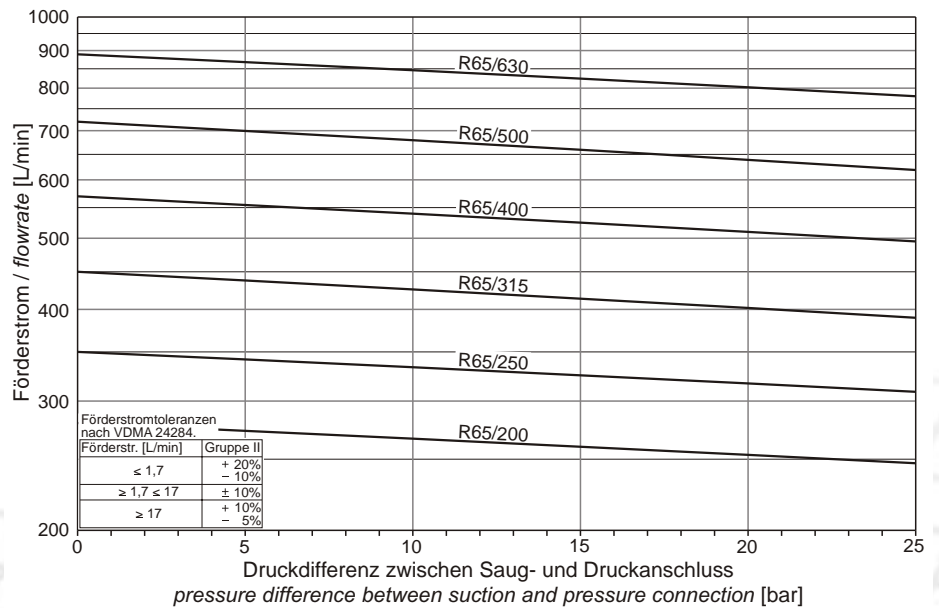 1000
900
800
700
600
500
400
300
200
Förderstrom / flowrate [L/min]
R65/630
R65/500
R65/400
R65/315
R65/250
R65/200
Förderstromtoleranzen
nach VDMA 24284.
Förderstr. [L/min] Gruppe II
≤ 1,7 + 20% − 10%
≥ 1,7 ≤ 17 ± 10%
≥ 17 + 10% − 5%
0 5 10 15 20 25
Druckdifferenz zwischen Saug- und Druckanschluss
pressure difference between suction and pressure connection [bar]